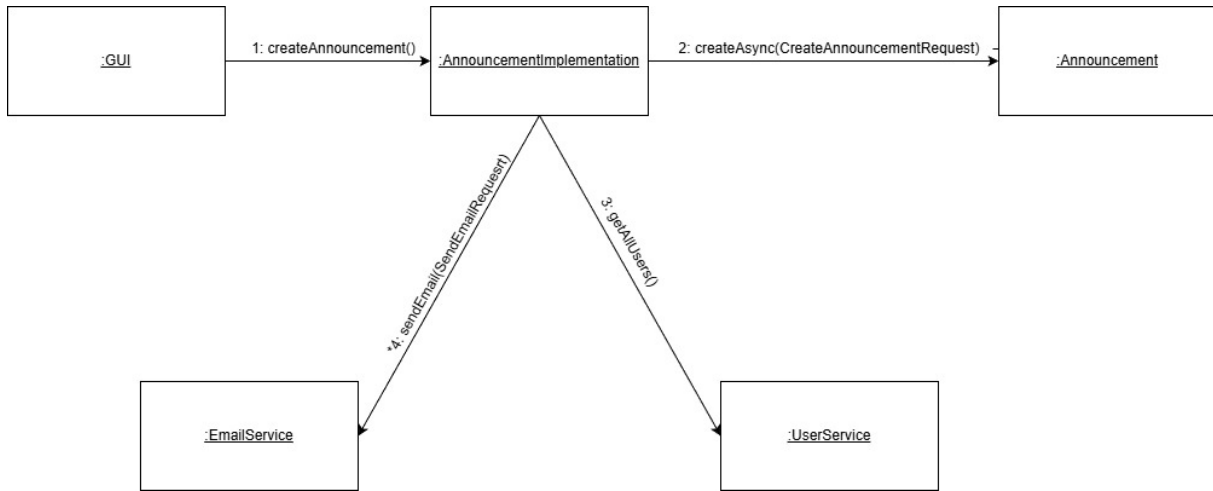 :GUI
1: createAnnouncement()
:AnnouncementImplementation
2: createAsync(CreateAnnouncementRequest)
:Announcement
*4: sendEmail(SendEmailRequesrt)
3: getAllUsers()
:EmailService
:UserService